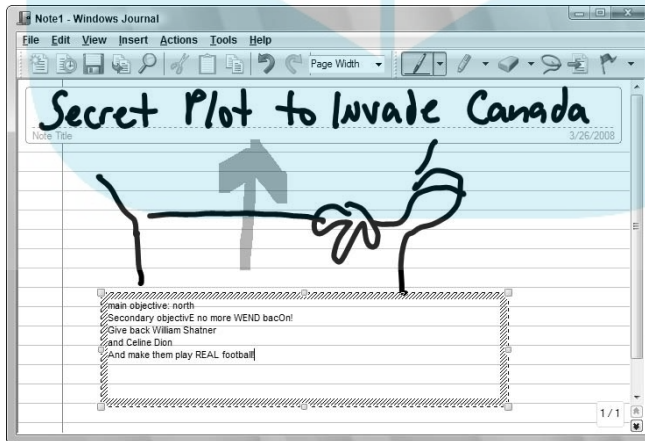 Note1 - Windows Journal
File Edit View Insert Actions Tools Help
Page Width
Secret Plot to Invade Canada
Note Title
3/26/2008
main objective: north
Secondary objectivE no more WEND bacOn!
Give back William Shatner
and Celine Dion
And make them play REAL football!
1 / 1